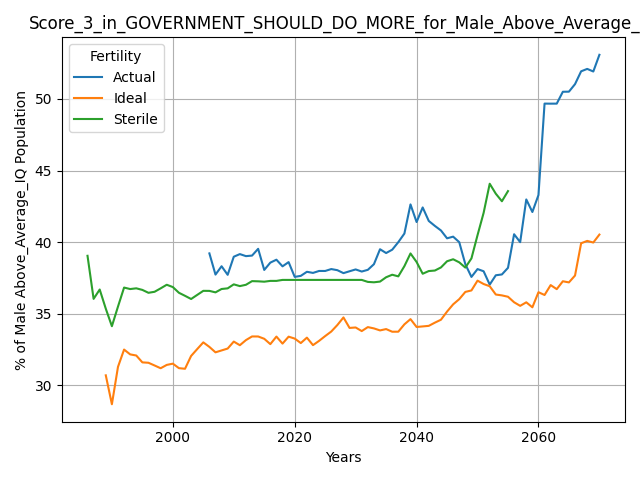 Score_3_in_GOVERNMENT_SHOULD_DO_MORE_for_Male_Above_Average_
Fertility
Actual
Ideal
Sterile
% of Male Above_Average_IQ Population
50
45
40
35
30
2000 2020 2040 2060
Years